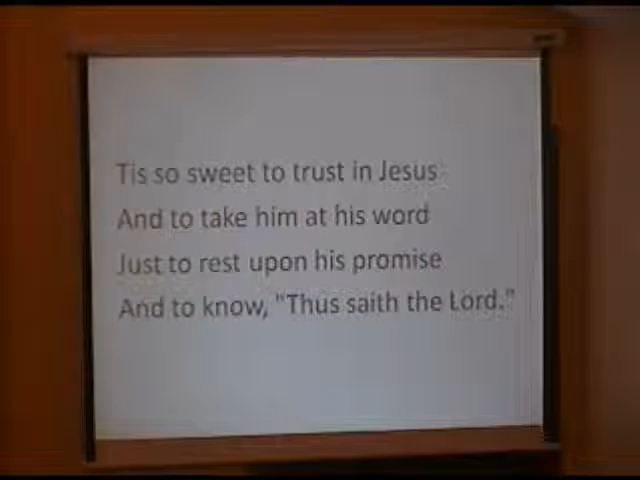 Tis so sweet to trust in Jesus
And to take him at his word
Just to rest upon his promise
And to know, "Thus saith the Lord."